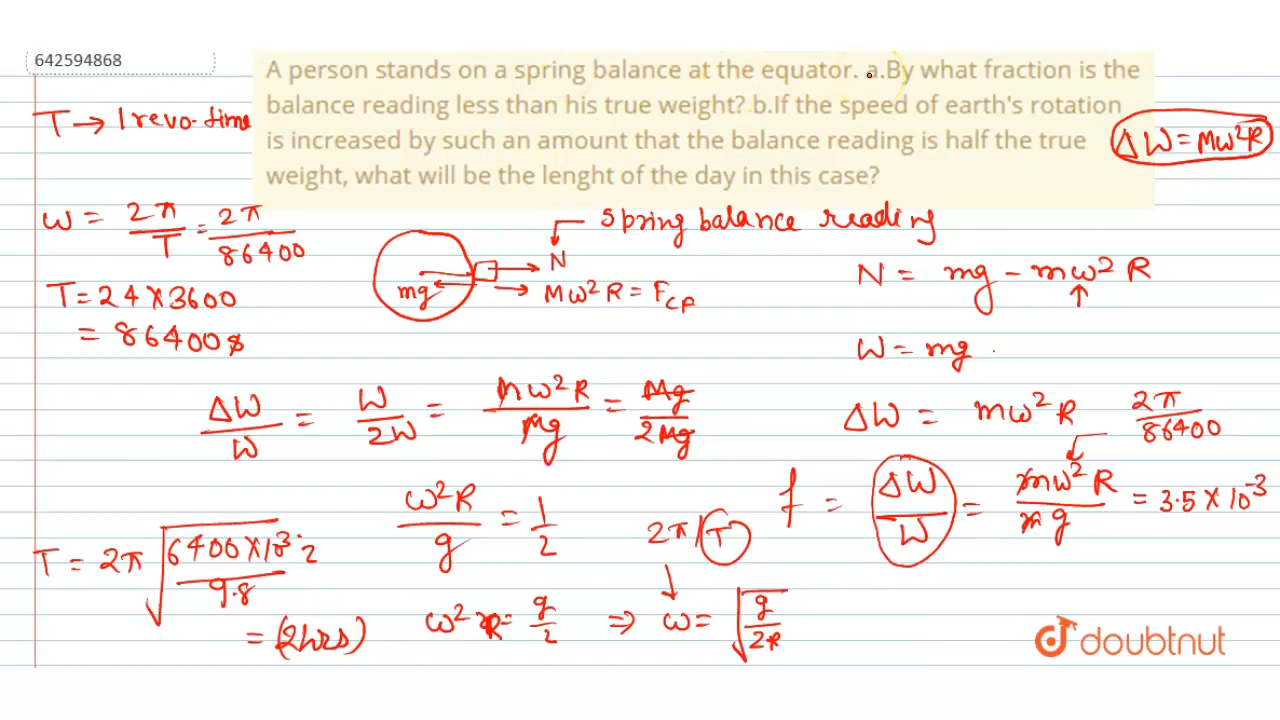 642594868
A person stands on a spring balance at the equator. a.By what fraction is the
balance reading less than his true weight? b.If the speed of earth's rotation
is increased by such an amount that the balance reading is half the true
weight, what will be the lenght of the day in this case?
T → 1 revo. time
ΔW = Mω²R
ω = 2π/T = 2π/86400
Spring balance reading
N
mg
Mω²R = F_CP
N = mg - mω²R
T = 24 × 3600
= 86400 s
W = mg
ΔW/W = W/2W = Mω²R/Mg = Mg/2Mg
ΔW = mω²R
2π/86400
f = ΔW/W = mω²R/mg = 3.5 × 10⁻³
ω²R/g = 1/2
2π/T
T = 2π √(6400×10³·2/9.8)
= (2hrs)
ω²R = g/2 ⇒ ω = √(g/2R)
doubtnut